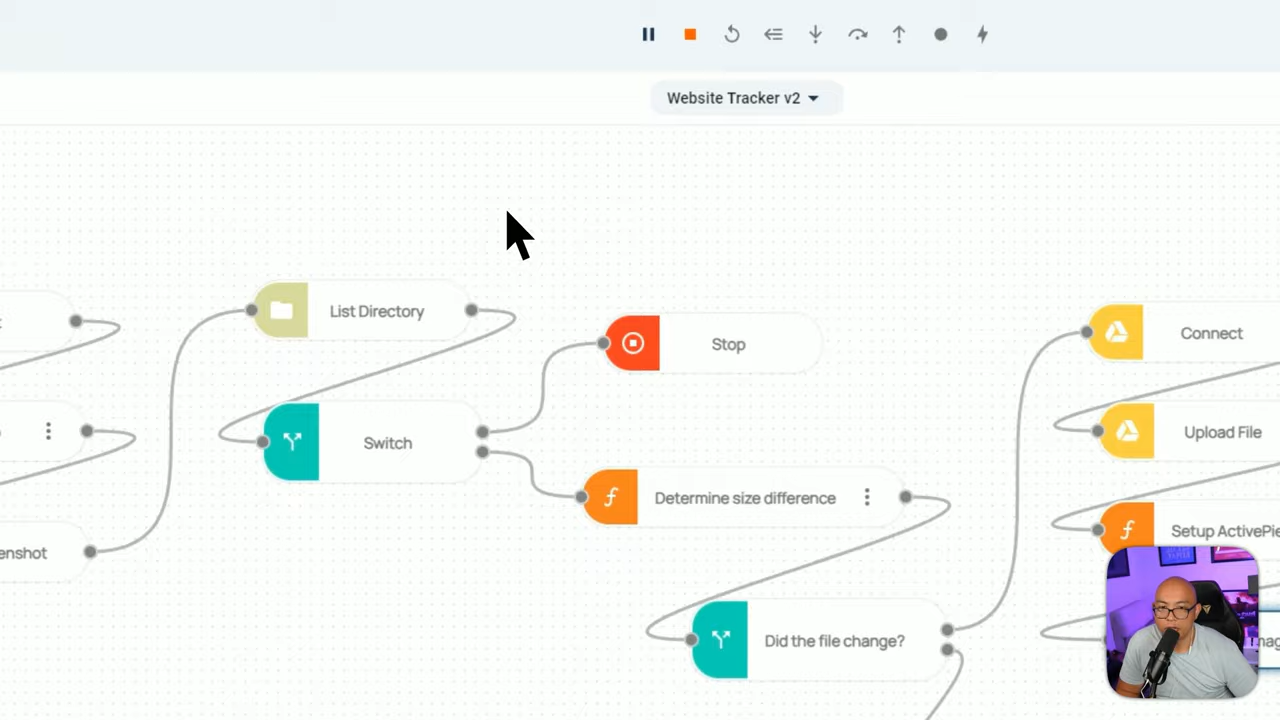 Website Tracker v2
List Directory
Stop
Connect
Switch
Upload File
Determine size difference
Setup ActivePie
enshot
Did the file change?